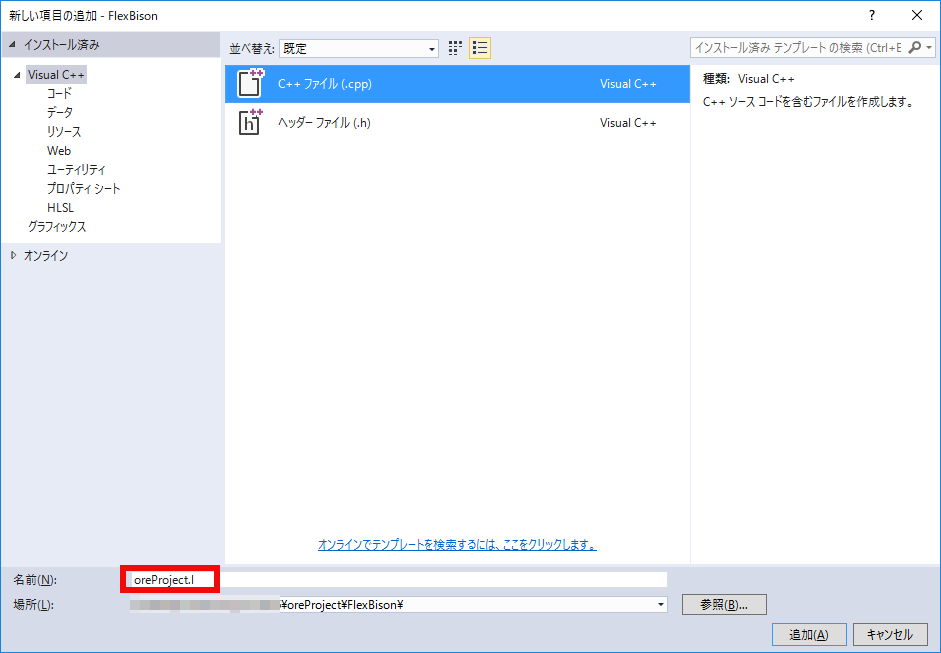 新しい項目の追加 - FlexBison
?
インストール済み
並べ替え: 既定
インストール済み テンプレート の検索 (Ctrl+E
Visual C++
コード
データ
リソース
Web
ユーティリティ
プロパティ シート
HLSL
グラフィックス
オンライン
C++ ファイル (.cpp) Visual C++
ヘッダー ファイル (.h) Visual C++
種類: Visual C++
C++ ソース コードを含むファイルを作成します。
オンラインでテンプレートを検索するには、ここをクリックします。
名前(N): oreProject.l
場所(L): ¥oreProject¥FlexBison¥
参照(B)...
追加(A)
キャンセル